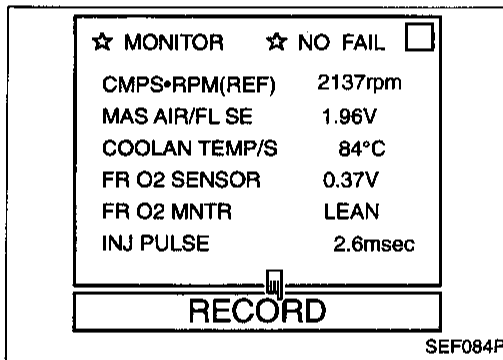 ☆ MONITOR ☆ NO FAIL
CMPS•RPM(REF) 2137rpm
MAS AIR/FL SE 1.96V
COOLAN TEMP/S 84°C
FR O2 SENSOR 0.37V
FR O2 MNTR LEAN
INJ PULSE 2.6msec
RECORD
SEF084P